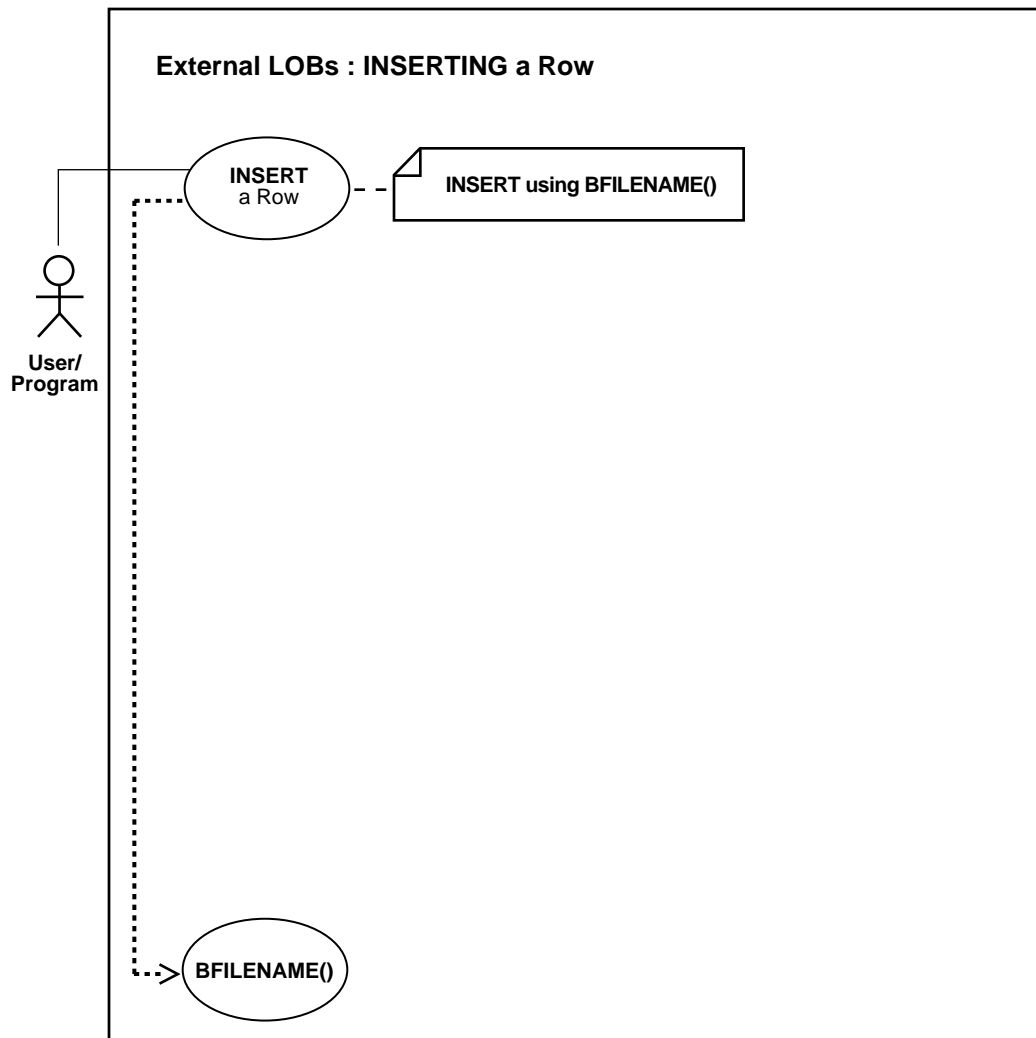 External LOBs : INSERTING a Row
INSERT
a Row
INSERT using BFILENAME()
User/
Program
BFILENAME()